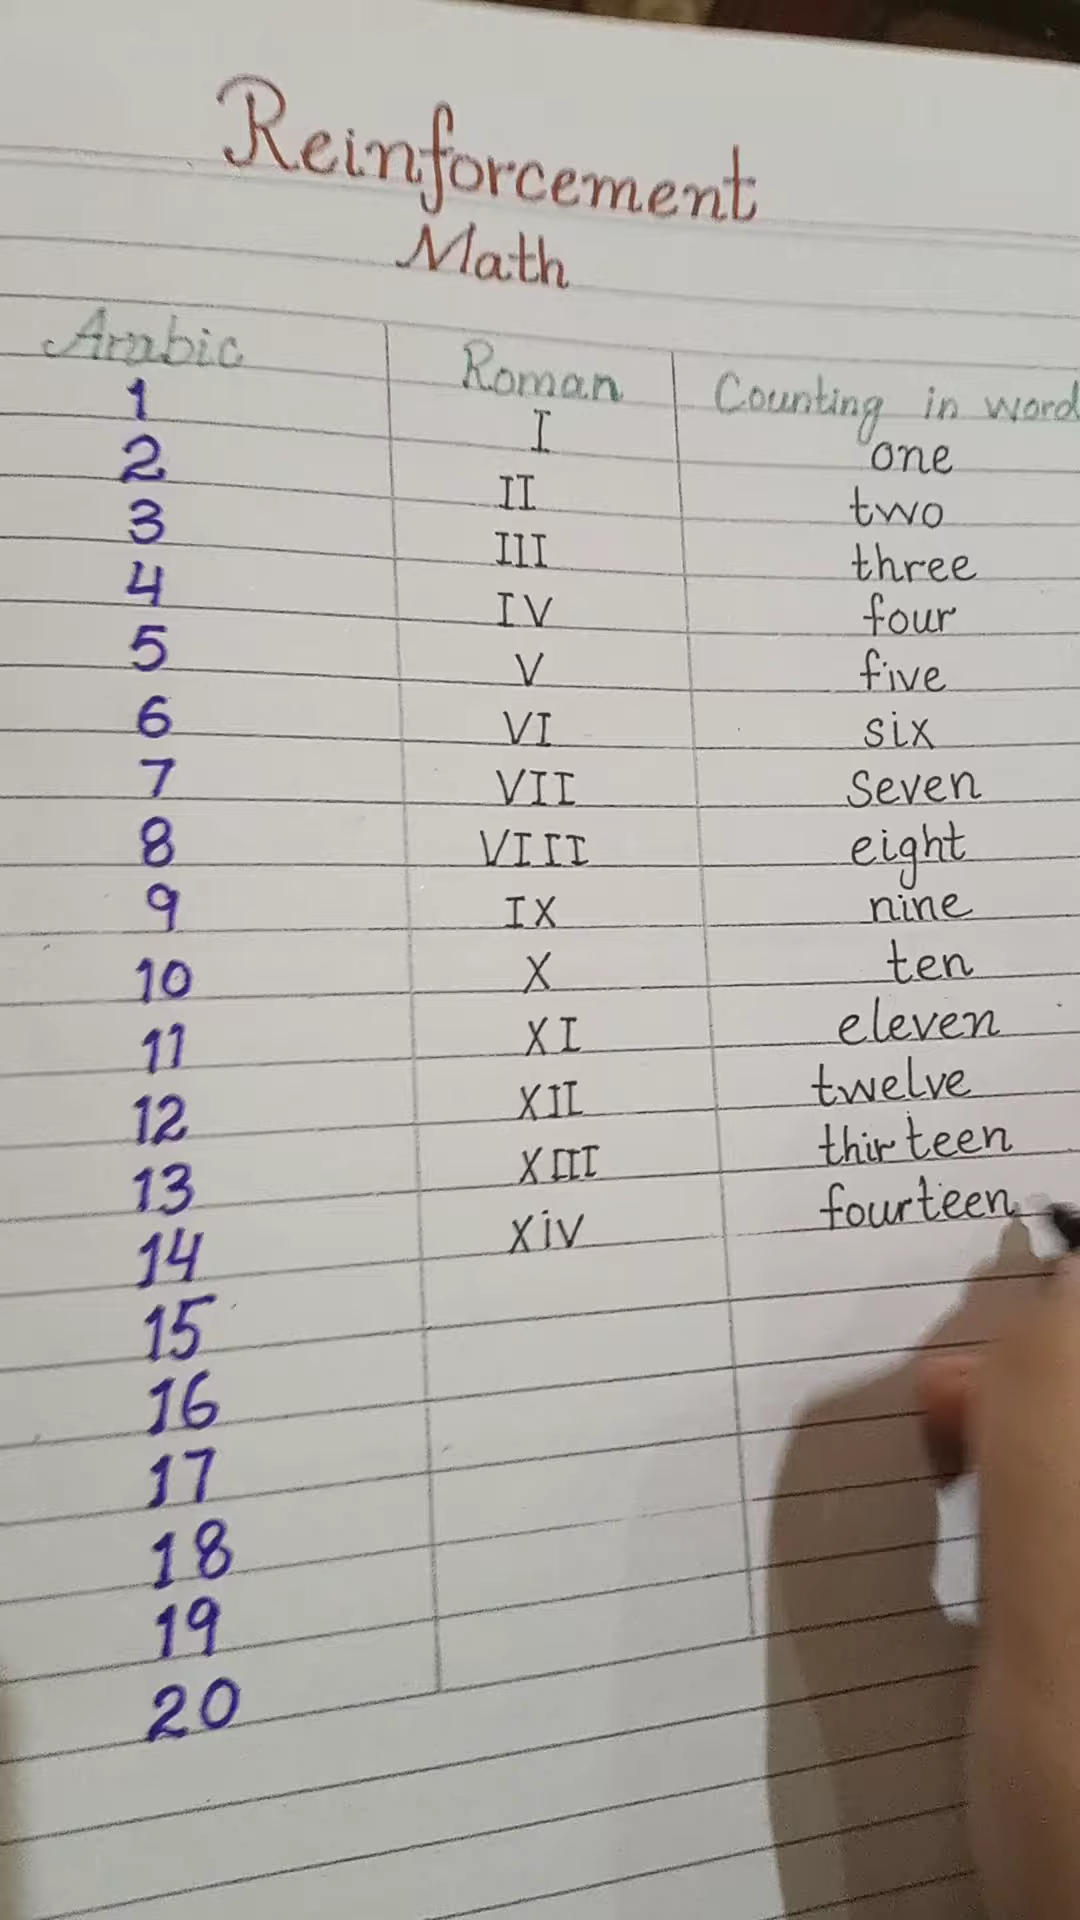 Reinforcement
Math
Arabic Roman Counting in word
1 I one
2 II two
3 III three
4 IV four
5 V five
6 VI six
7 VII seven
8 VIII eight
9 IX nine
10 X ten
11 XI eleven
12 XII twelve
13 XIII thirteen
14 Xiv fourteen
15
16
17
18
19
20